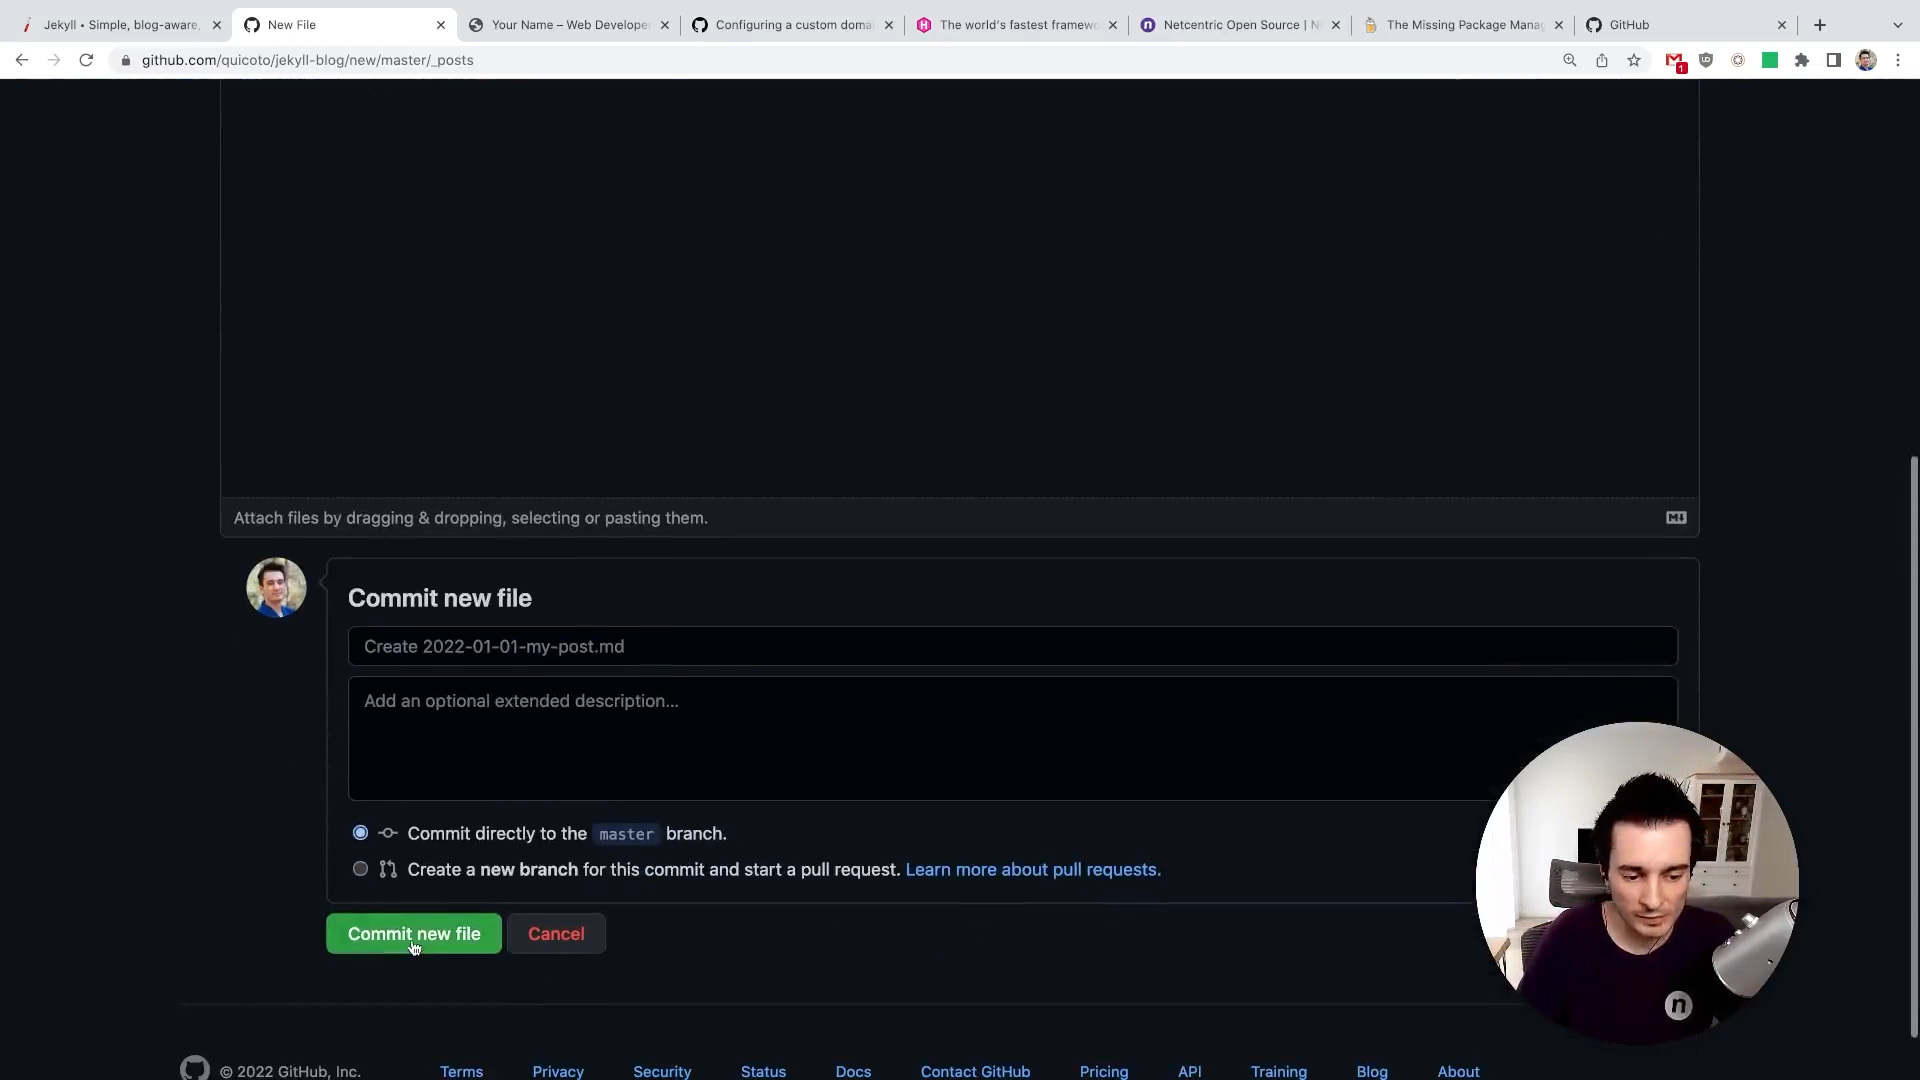 Jekyll • Simple, blog-aware,
New File
Your Name – Web Developer
Configuring a custom domai
The world's fastest framewo
Netcentric Open Source | N
The Missing Package Manag
GitHub
github.com/quicoto/jekyll-blog/new/master/_posts
1
Attach files by dragging & dropping, selecting or pasting them.
Commit new file
Create 2022-01-01-my-post.md
Add an optional extended description...
Commit directly to the master branch.
Create a new branch for this commit and start a pull request. Learn more about pull requests.
Commit new file
Cancel
n
© 2022 GitHub, Inc.
Terms
Privacy
Security
Status
Docs
Contact GitHub
Pricing
API
Training
Blog
About